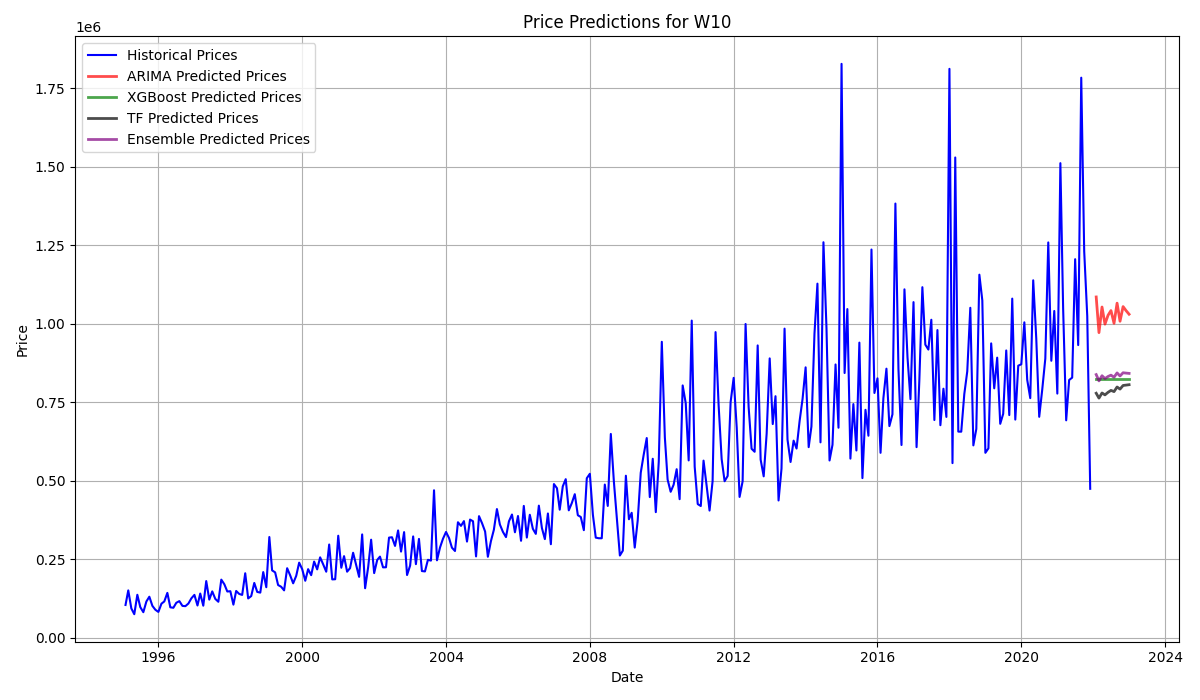 Price Predictions for W10
1e6
Historical Prices
ARIMA Predicted Prices
XGBoost Predicted Prices
TF Predicted Prices
Ensemble Predicted Prices
1.75
1.50
1.25
1.00
0.75
0.50
0.25
0.00
Price
1996
2000
2004
2008
2012
2016
2020
2024
Date